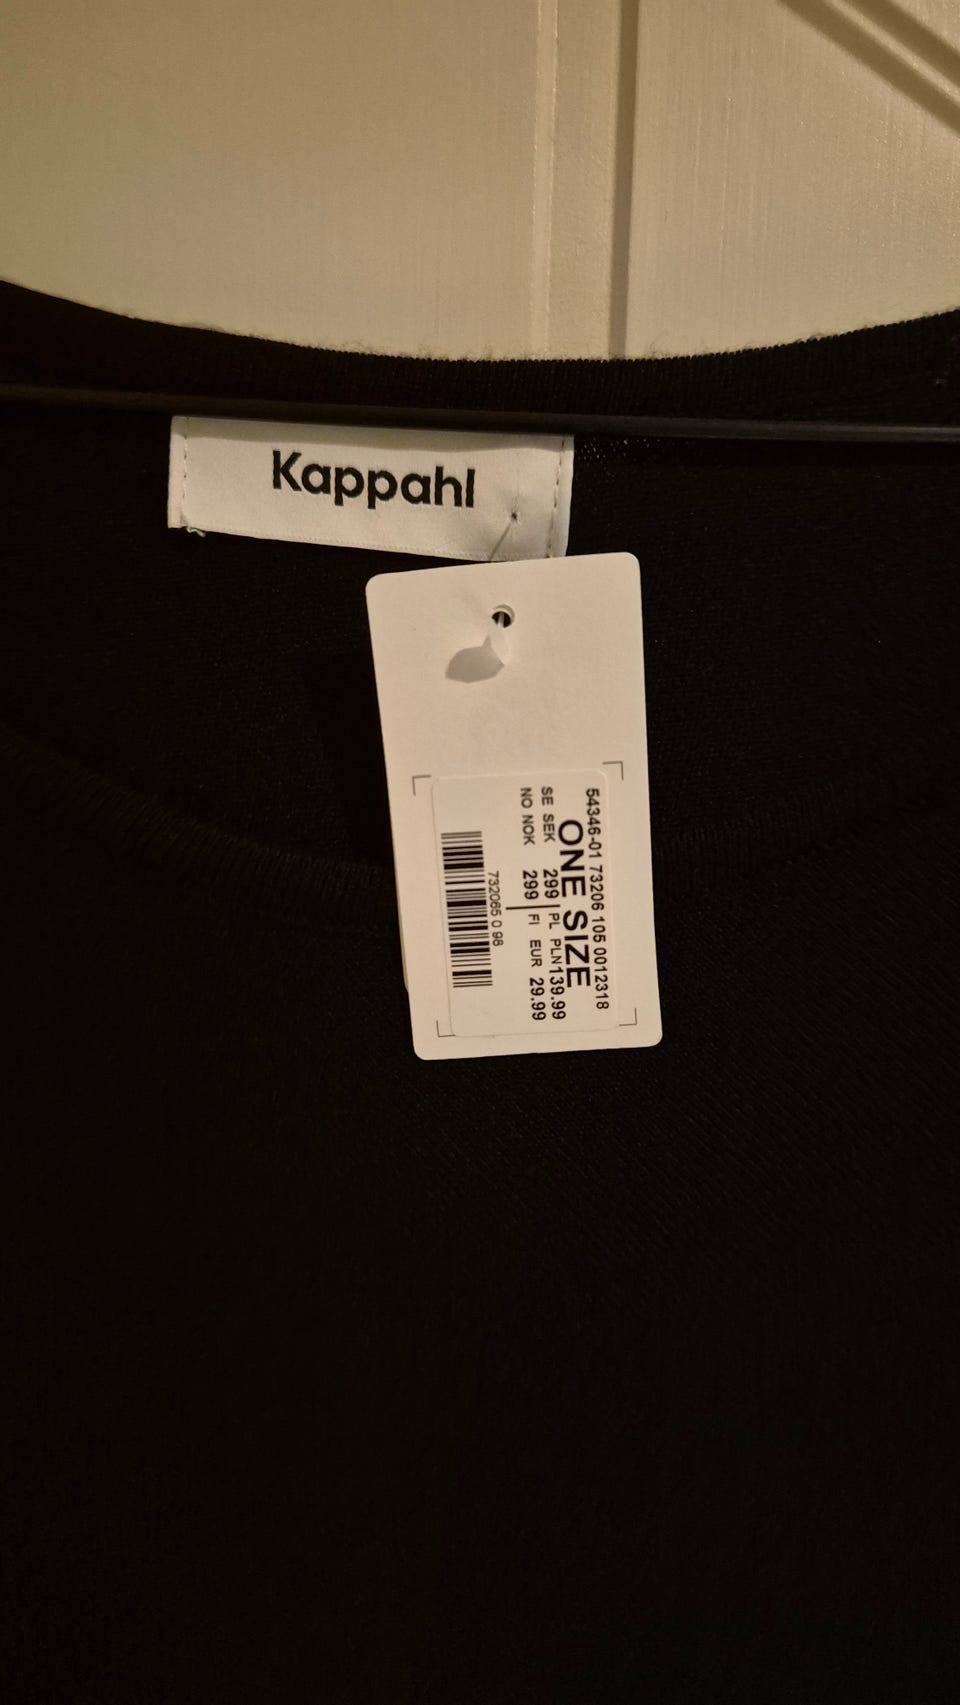 Kappahl
54346-01 73206 105 0012318
ONE SIZE
SE SEK 299 PL PLN139.99
NO NOK 299 FI EUR 29.99
732065 0 98